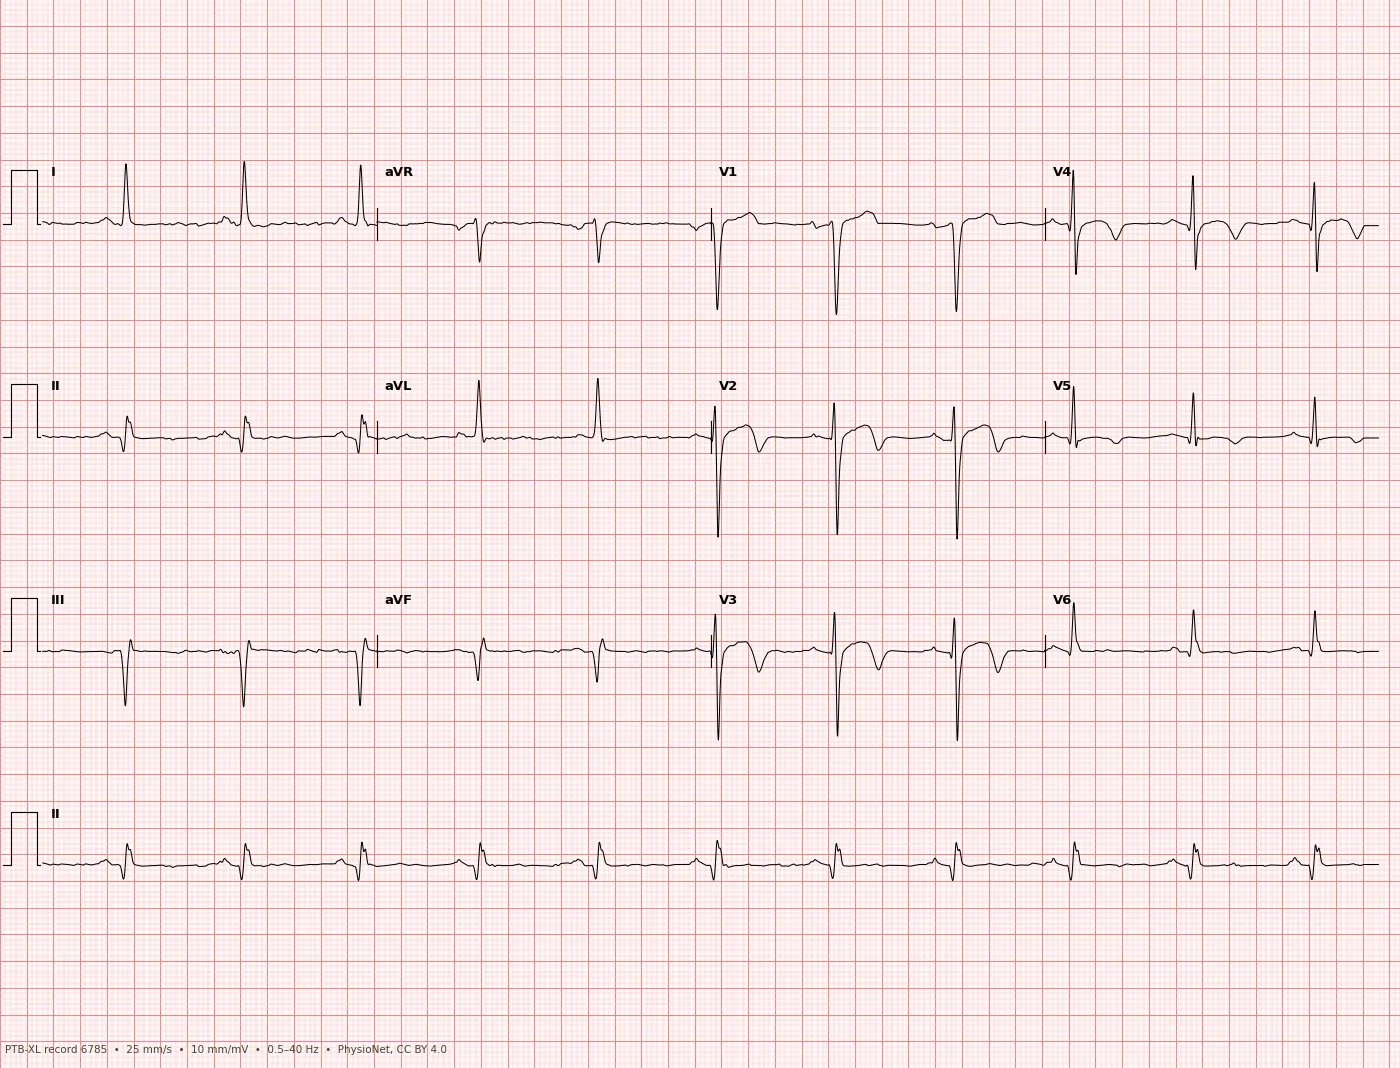 I aVR V1 V4
II aVL V2 V5
III aVF V3 V6
II
PTB-XL record 6785 • 25 mm/s • 10 mm/mV • 0.5–40 Hz • PhysioNet, CC BY 4.0